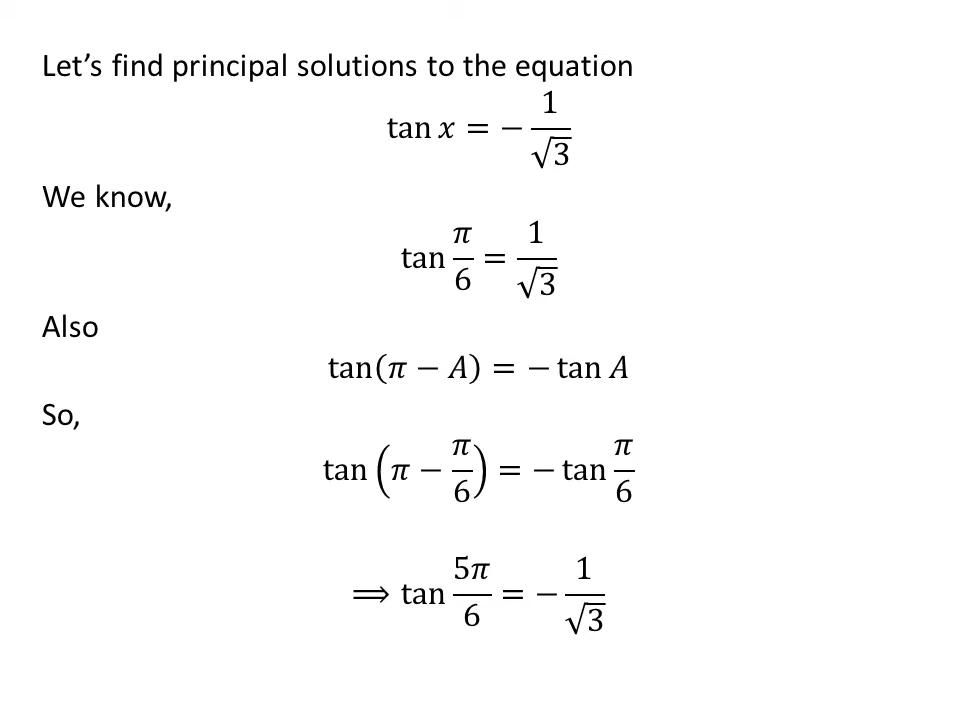 Let’s find principal solutions to the equation
tan 𝑥 = − 1/√3
We know,
tan 𝜋/6 = 1/√3
Also
tan(𝜋 − 𝐴) = − tan 𝐴
So,
tan (𝜋 − 𝜋/6) = − tan 𝜋/6
⟹ tan 5𝜋/6 = − 1/√3